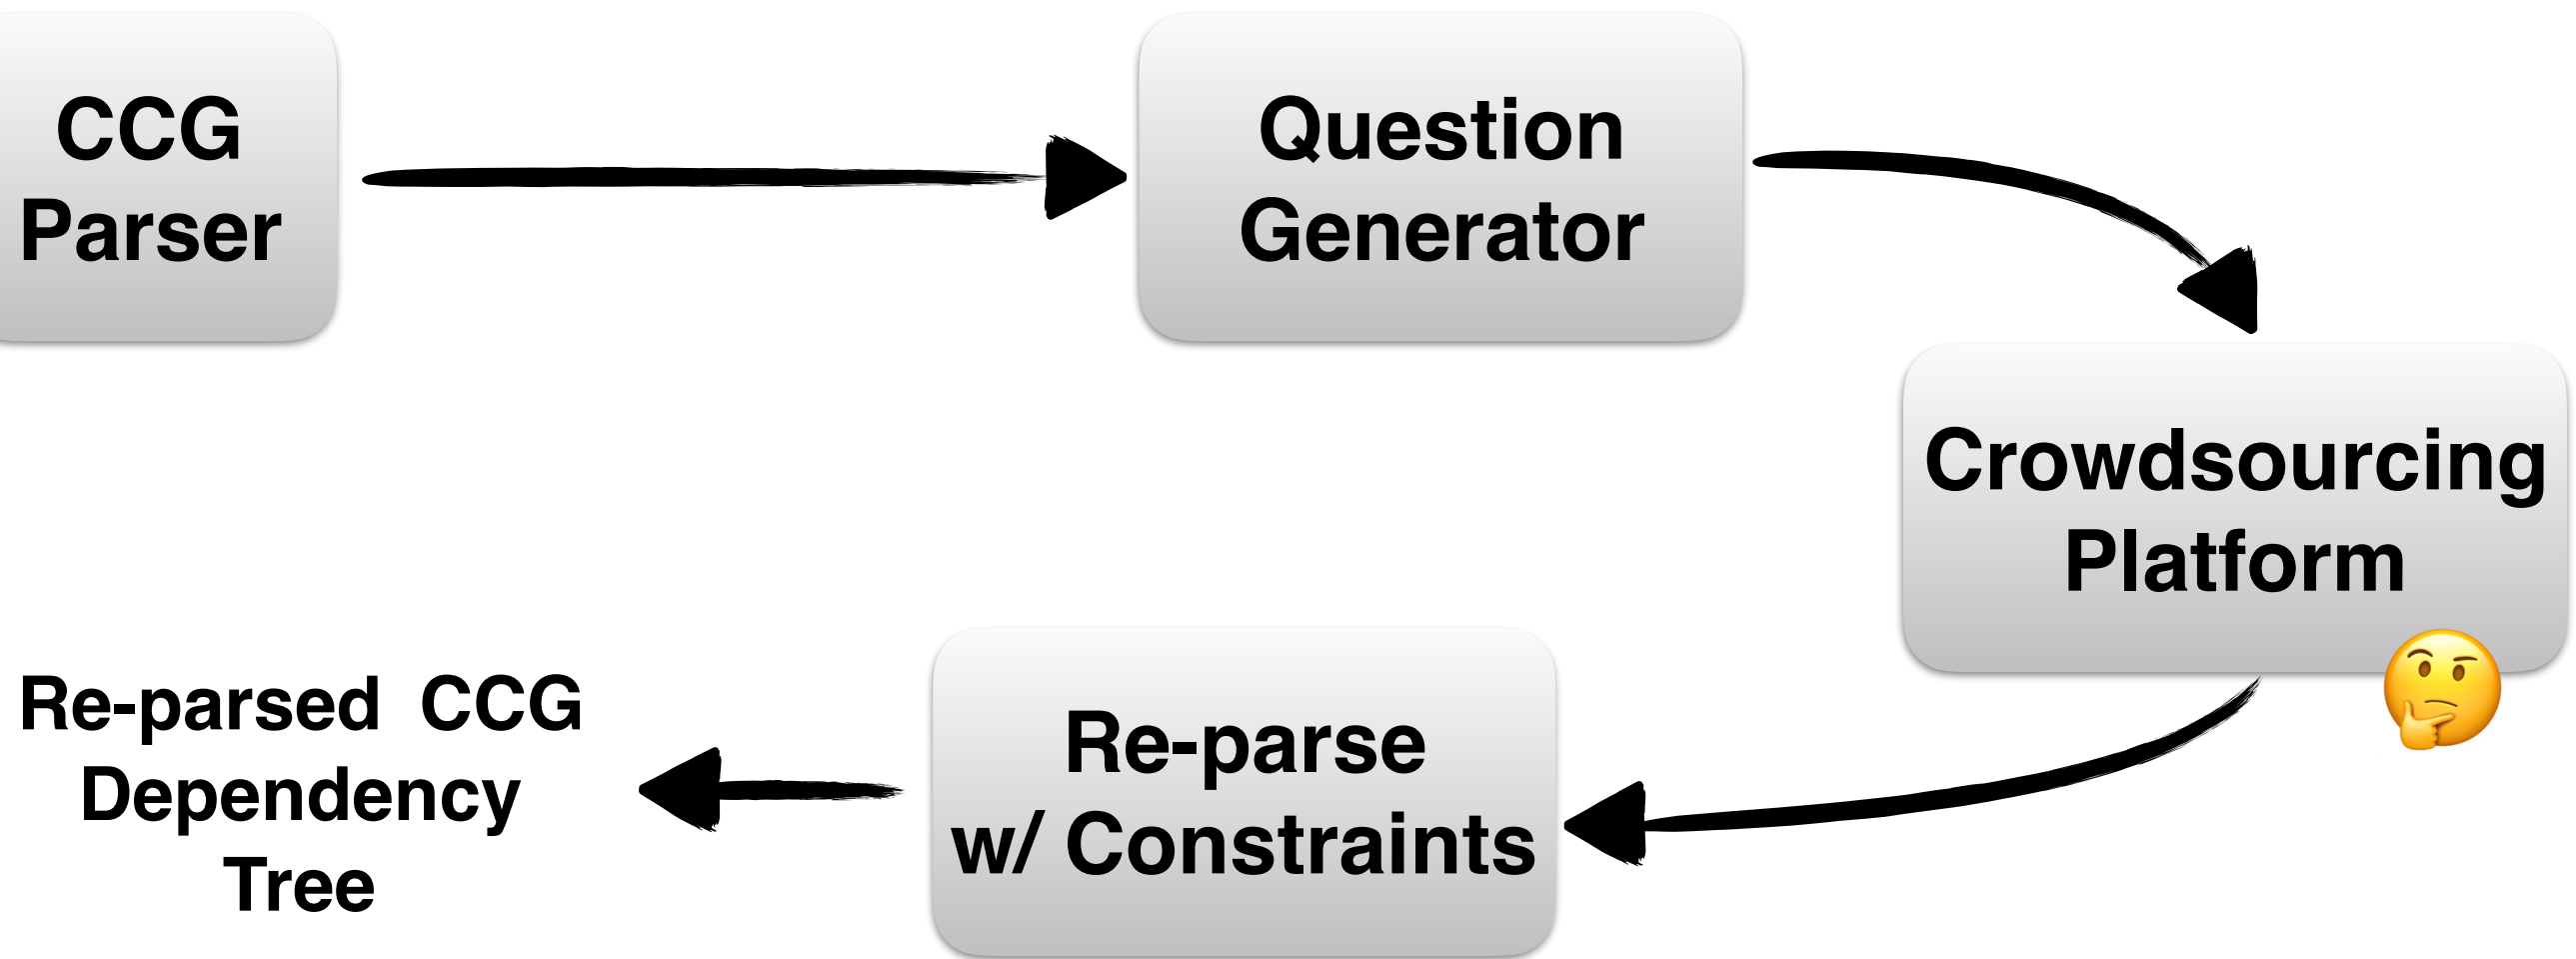 CCG
Parser
Question
Generator
Crowdsourcing
Platform
Re-parse
w/ Constraints
Re-parsed CCG
Dependency
Tree